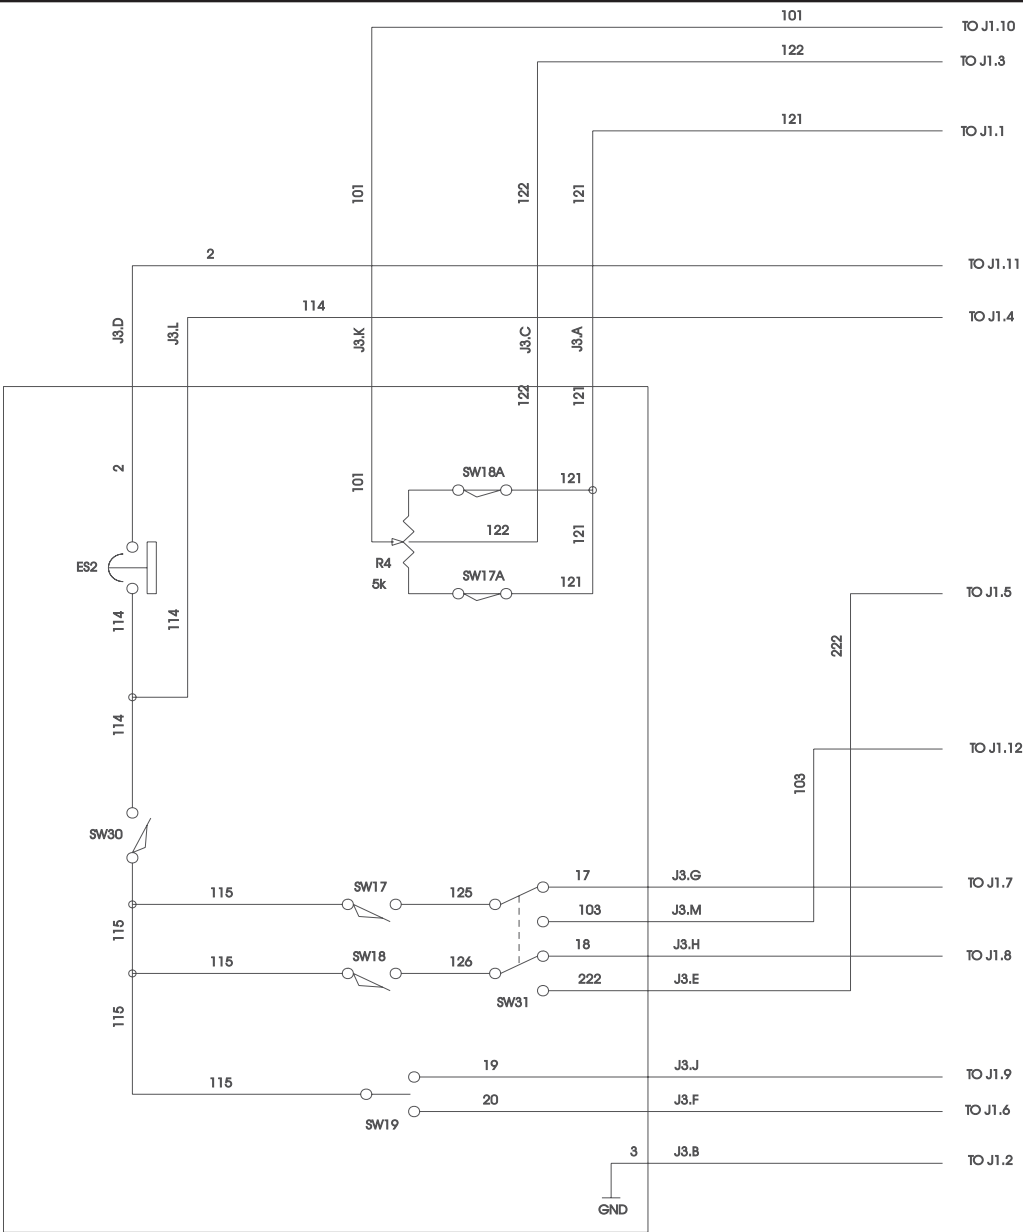 101
TO J1.10
122
TO J1.3
121
TO J1.1
101
122
121
2
TO J1.11
114
TO J1.4
J3.D
J3.L
J3.K
J3.C
J3.A
122
121
2
101
SW18A
121
122
121
R4
5k
SW17A
121
ES2
114
114
TO J1.5
222
114
TO J1.12
103
SW30
115
SW17
125
17
J3.G
TO J1.7
103
J3.M
115
115
SW18
126
18
J3.H
TO J1.8
222
J3.E
SW31
115
115
19
J3.J
TO J1.9
20
J3.F
TO J1.6
SW19
3
J3.B
TO J1.2
GND